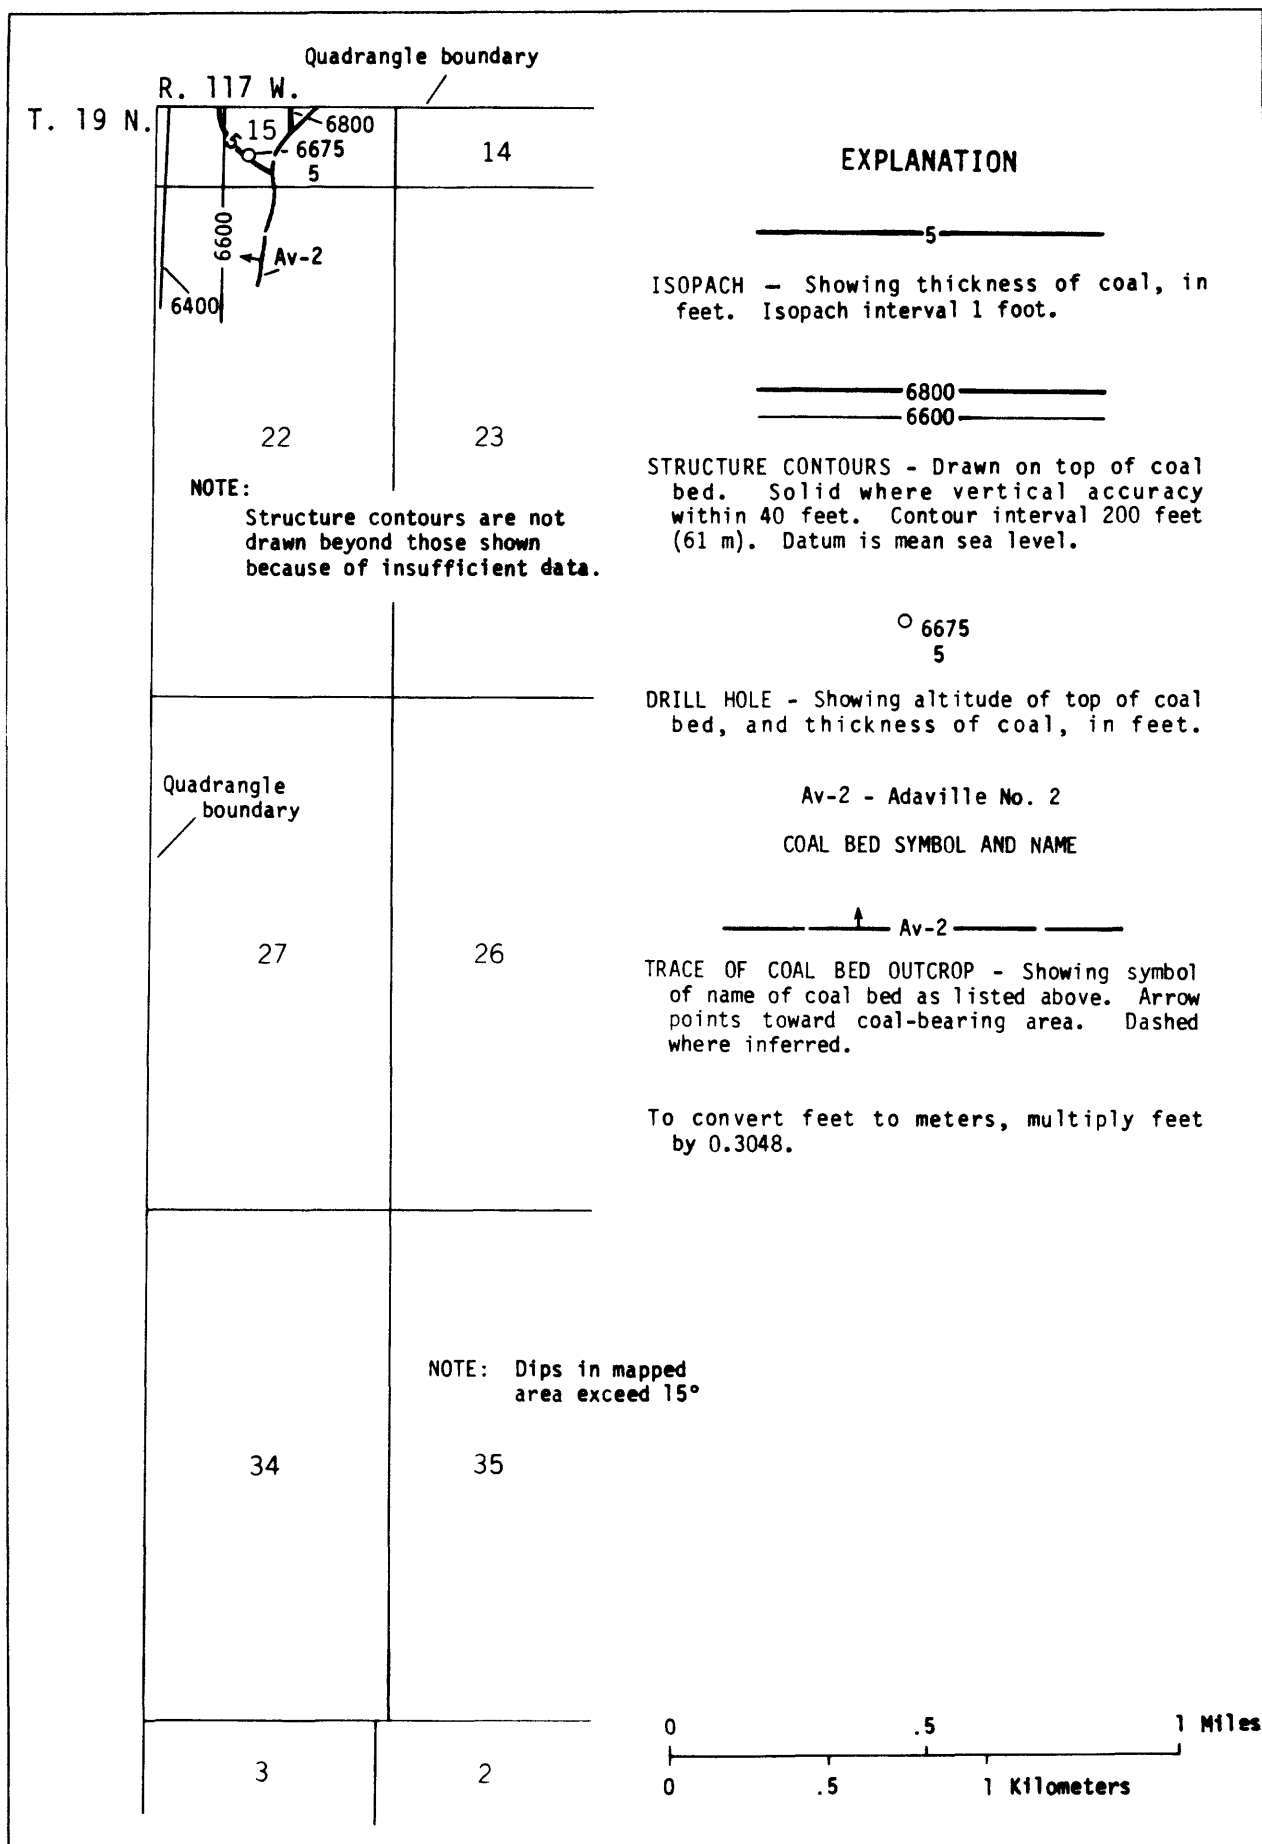 Quadrangle boundary
R. 117 W.
T. 19 N.
15
6800
6675
5
5
14
6600
Av-2
6400
22
23
NOTE:
Structure contours are not
drawn beyond those shown
because of insufficient data.
Quadrangle
boundary
27
26
NOTE: Dips in mapped
area exceed 15°
34
35
3
2
EXPLANATION
5
ISOPACH — Showing thickness of coal, in
feet. Isopach interval 1 foot.
6800
6600
STRUCTURE CONTOURS - Drawn on top of coal
bed. Solid where vertical accuracy
within 40 feet. Contour interval 200 feet
(61 m). Datum is mean sea level.
6675
5
DRILL HOLE - Showing altitude of top of coal
bed, and thickness of coal, in feet.
Av-2 - Adaville No. 2
COAL BED SYMBOL AND NAME
Av-2
TRACE OF COAL BED OUTCROP - Showing symbol
of name of coal bed as listed above. Arrow
points toward coal-bearing area. Dashed
where inferred.
To convert feet to meters, multiply feet
by 0.3048.
0 .5 1 Miles
0 .5 1 Kilometers